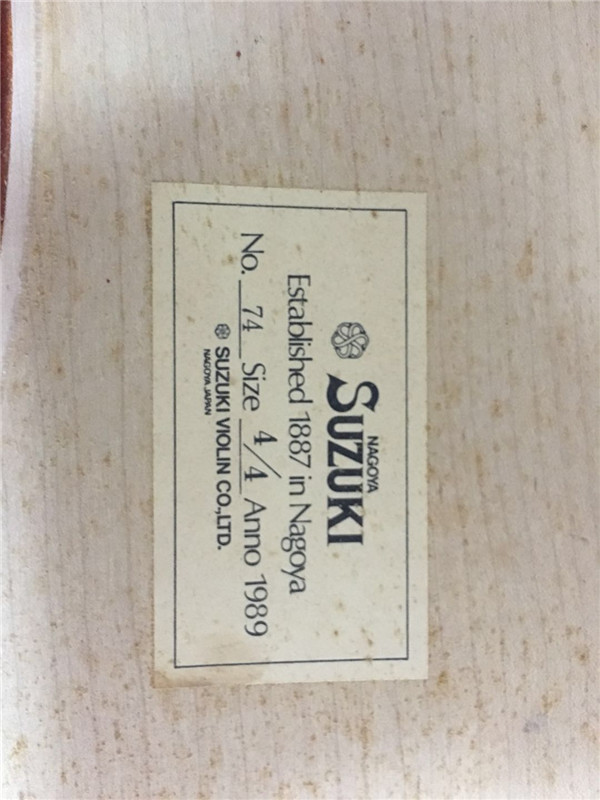 NAGOYA
SUZUKI
Established 1887 in Nagoya
No. 74 Size 4/4 Anno 1989
SUZUKI VIOLIN CO.,LTD.
NAGOYA JAPAN